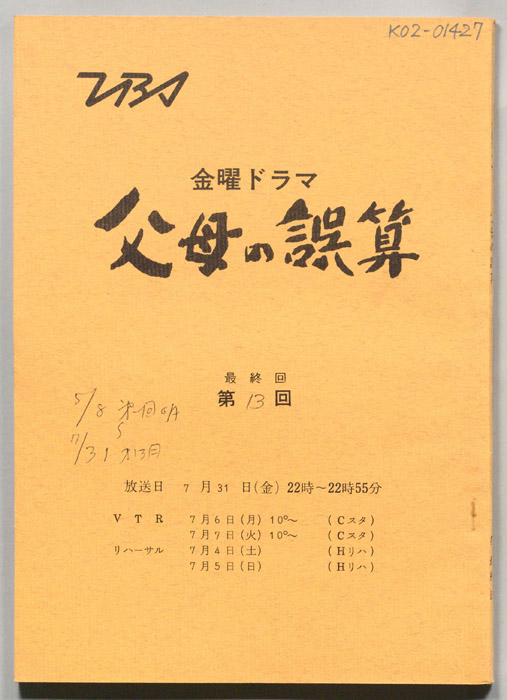 K02-01427
TBS
金曜ドラマ
父母の誤算
最終回
第13回
5/8 第一回OA
7/31 オ13回
放送日 7月31日(金) 22時~22時55分
VTR 7月6日(月) 10°~ (Cスタ)
7月7日(火) 10°~ (Cスタ)
リハーサル 7月4日(土) (Hリハ)
7月5日(日) (Hリハ)